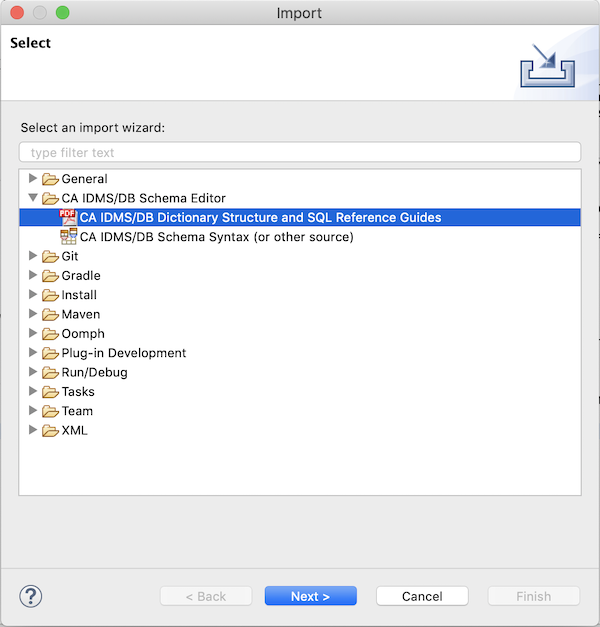 Import
Select
Select an import wizard:
type filter text
General
CA IDMS/DB Schema Editor
PDF CA IDMS/DB Dictionary Structure and SQL Reference Guides
CA IDMS/DB Schema Syntax (or other source)
Git
Gradle
Install
Maven
Oomph
Plug-in Development
Run/Debug
Tasks
Team
XML
? < Back Next > Cancel Finish